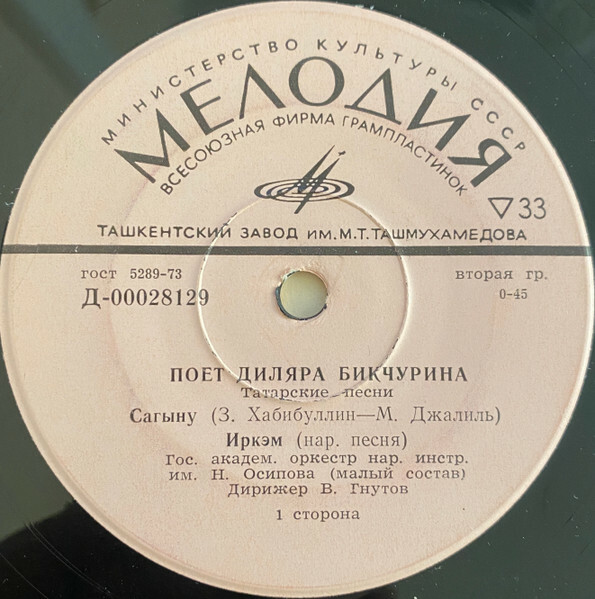 МИНИСТЕРСТВО КУЛЬТУРЫ СССР
МЕЛОДИЯ
ВСЕСОЮЗНАЯ ФИРМА ГРАМПЛАСТИНОК
▽33
ТАШКЕНТСКИЙ ЗАВОД ИМ. М.Т. ТАШМУХАМЕДОВА
гост 5289-73
вторая гр.
Д-00028129
0-45
ПОЕТ ДИЛЯРА БИКЧУРИНА
Татарские песни
Сагыну (З. Хабибуллин—М. Джалиль)
Иркэм (нар. песня)
Гос. академ. оркестр нар. инстр.
им. Н. Осипова (малый состав)
Дирижер В. Гнутов
1 сторона